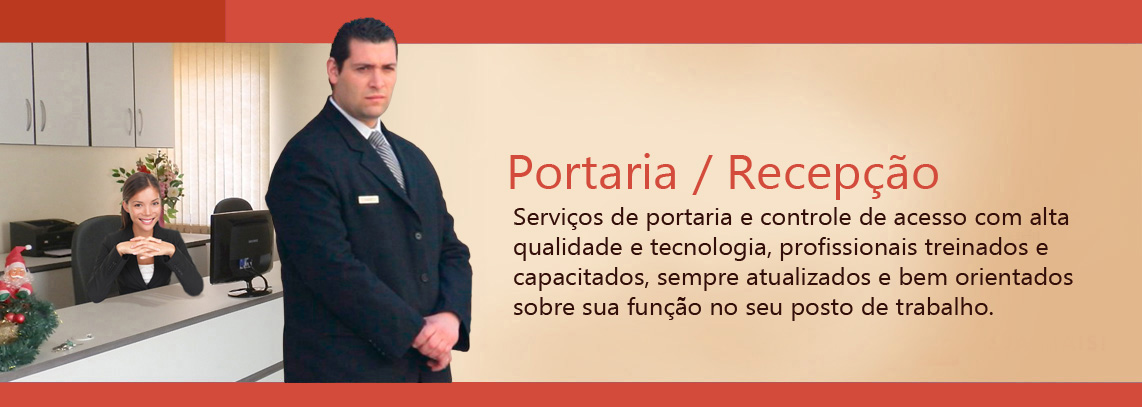 Portaria / Recepção
Serviços de portaria e controle de acesso com alta
qualidade e tecnologia, profissionais treinados e
capacitados, sempre atualizados e bem orientados
sobre sua função no seu posto de trabalho.